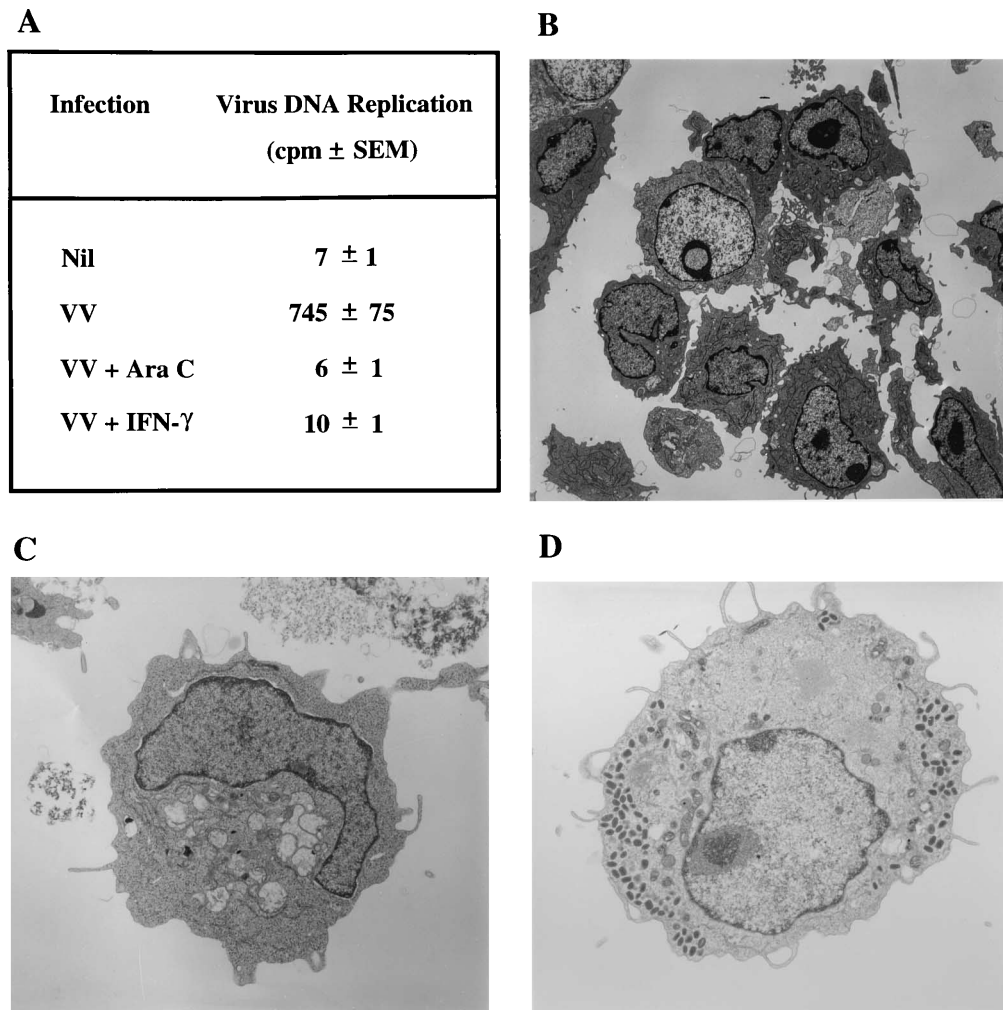 A
Infection Virus DNA Replication
(cpm ± SEM)
Nil 7 ± 1
VV 745 ± 75
VV + Ara C 6 ± 1
VV + IFN-γ 10 ± 1
B
C
D